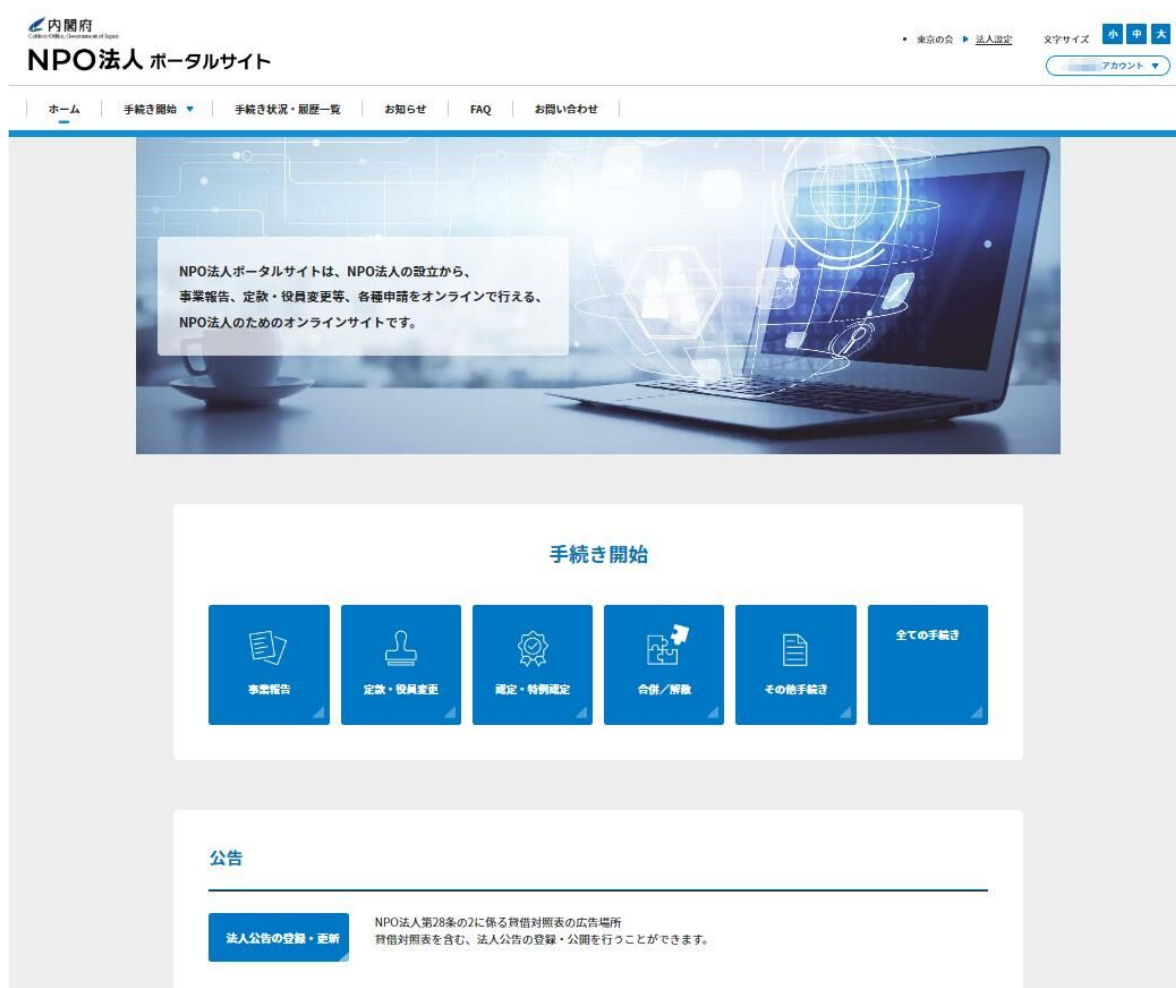 内閣府
Cabinet Office, Government of Japan
NPO法人 ポータルサイト
• 東京の会 ▶ 法人設定
文字サイズ 小 中 大
アカウント ▼
ホーム
手続き開始 ▼
手続き状況・履歴一覧
お知らせ
FAQ
お問い合わせ
NPO法人ポータルサイトは、NPO法人の設立から、
事業報告、定款・役員変更等、各種申請をオンラインで行える、
NPO法人のためのオンラインサイトです。
手続き開始
事業報告
定款・役員変更
認定・特例認定
合併／解散
その他手続き
全ての手続き
公告
法人公告の登録・更新
NPO法人第28条の2に係る貸借対照表の広告場所
貸借対照表を含む、法人公告の登録・公開を行うことができます。